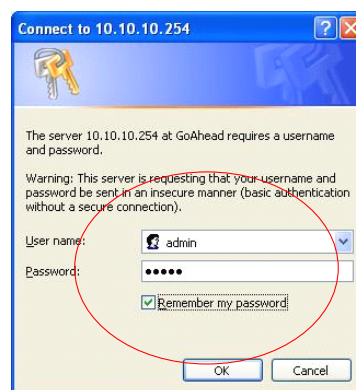 Connect to 10.10.10.254
The server 10.10.10.254 at GoAhead requires a username
and password.
Warning: This server is requesting that your username and
password be sent in an insecure manner (basic authentication
without a secure connection).
User name:
admin
Password:
•••••
Remember my password
OK
Cancel